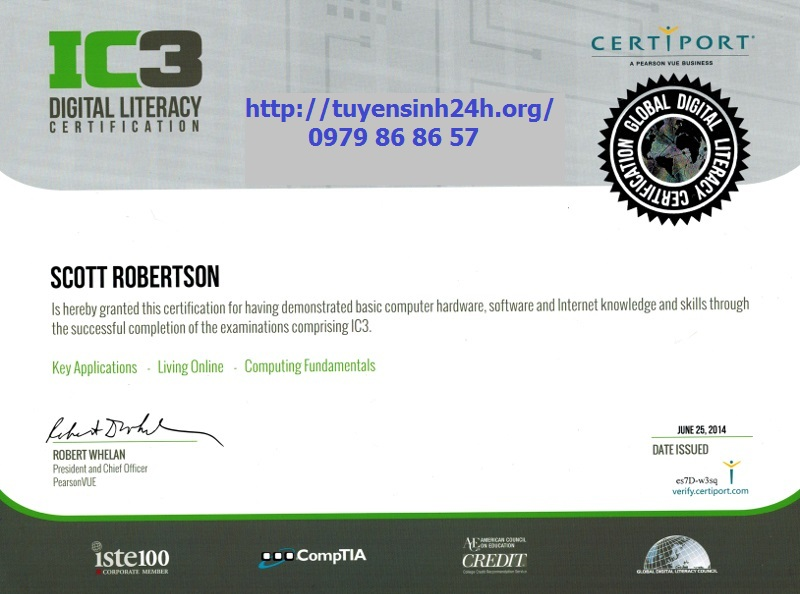 IC3
DIGITAL LITERACY
CERTIFICATION
CERTIPORT
A PEARSON VUE BUSINESS
http://tuyensinh24h.org/
0979 86 86 57
GLOBAL DIGITAL LITERACY CERTIFICATION
SCOTT ROBERTSON
Is hereby granted this certification for having demonstrated basic computer hardware, software and Internet knowledge and skills through
the successful completion of the examinations comprising IC3.
Key Applications - Living Online - Computing Fundamentals
Robert Whelan
ROBERT WHELAN
President and Chief Officer
PearsonVUE
JUNE 25, 2014
DATE ISSUED
es7D-w3sq
verify.certiport.com
iste100
CORPORATE MEMBER
CompTIA
ACE AMERICAN COUNCIL
ON EDUCATION
CREDIT
College Credit Recommendation Service
GLOBAL DIGITAL LITERACY COUNCIL